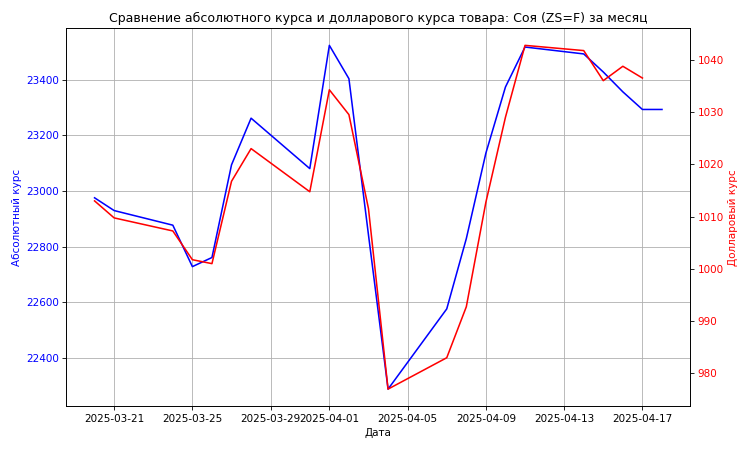 Сравнение абсолютного курса и долларового курса товара: Соя (ZS=F) за месяц
Абсолютный курс
23400
23200
23000
22800
22600
22400
1040
1030
1020
1010
1000
990
980
Долларовый курс
2025-03-21 2025-03-25 2025-03-29 2025-04-01 2025-04-05 2025-04-09 2025-04-13 2025-04-17
Дата